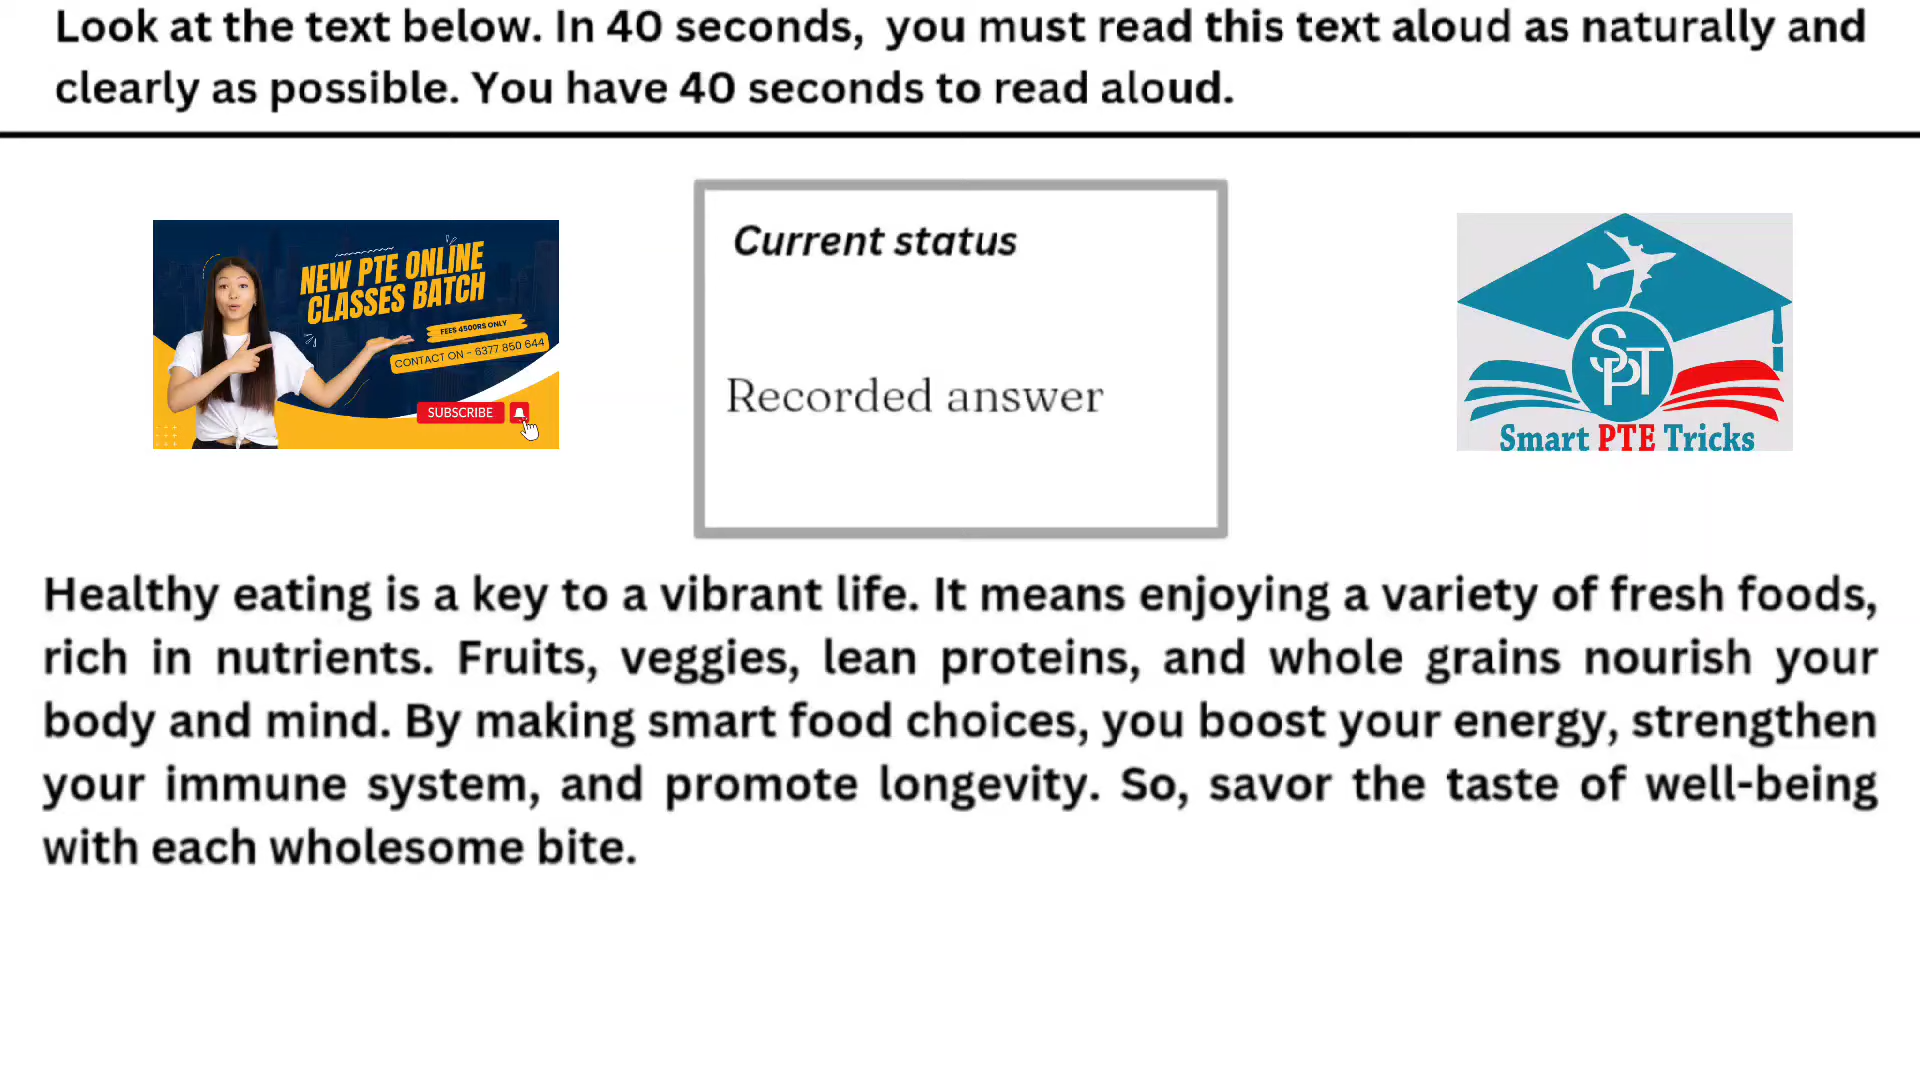 Look at the text below. In 40 seconds,  you must read this text aloud as naturally and
clearly as possible. You have 40 seconds to read aloud.
NEW PTE ONLINE
CLASSES BATCH
FEES 4500RS ONLY
CONTACT ON - 6377 850 644
SUBSCRIBE
Current status
Recorded answer
SPT
Smart PTE Tricks
Healthy eating is a key to a vibrant life. It means enjoying a variety of fresh foods,
rich in nutrients. Fruits, veggies, lean proteins, and whole grains nourish your
body and mind. By making smart food choices, you boost your energy, strengthen
your immune system, and promote longevity. So, savor the taste of well-being
with each wholesome bite.